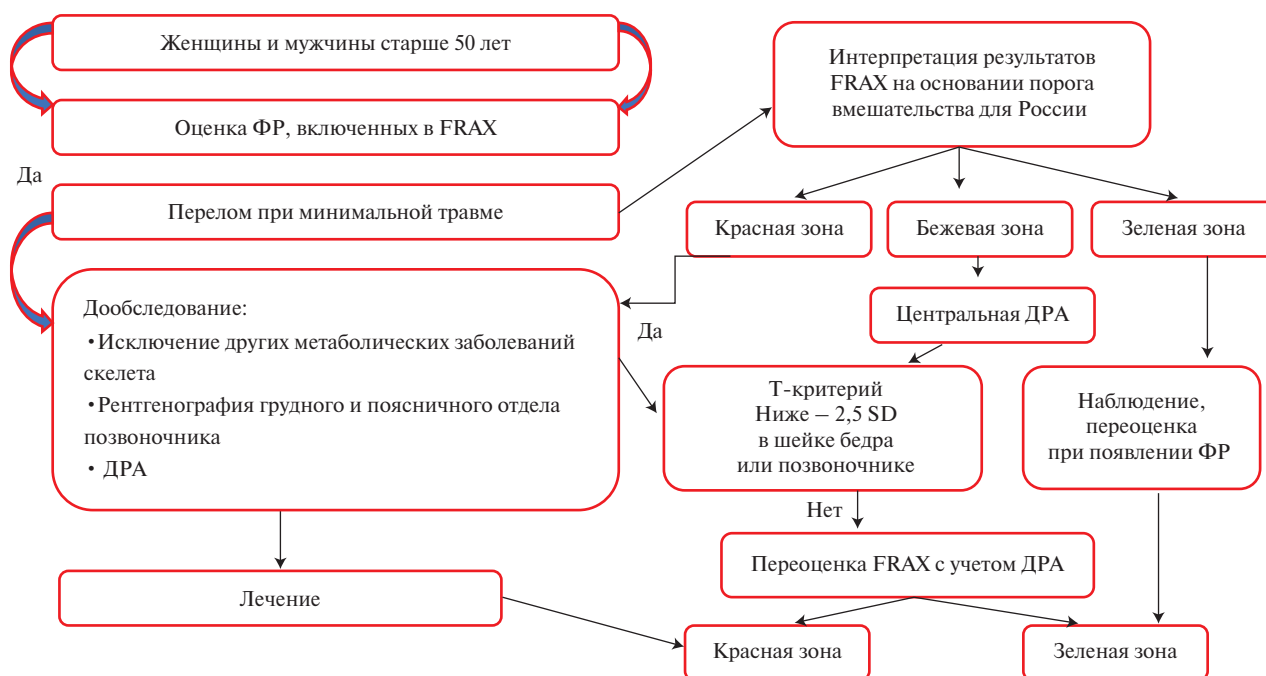 Женщины и мужчины старше 50 лет
Оценка ФР, включенных в FRAX
Да
Перелом при минимальной травме
Дообследование:
• Исключение других метаболических заболеваний
скелета
• Рентгенография грудного и поясничного отдела
позвоночника
• ДРА
Лечение
Интерпретация результатов
FRAX на основании порога
вмешательства для России
Красная зона
Бежевая зона
Зеленая зона
Да
Центральная ДРА
Т-критерий
Ниже – 2,5 SD
в шейке бедра
или позвоночнике
Наблюдение,
переоценка
при появлении ФР
Нет
Переоценка FRAX с учетом ДРА
Красная зона
Зеленая зона